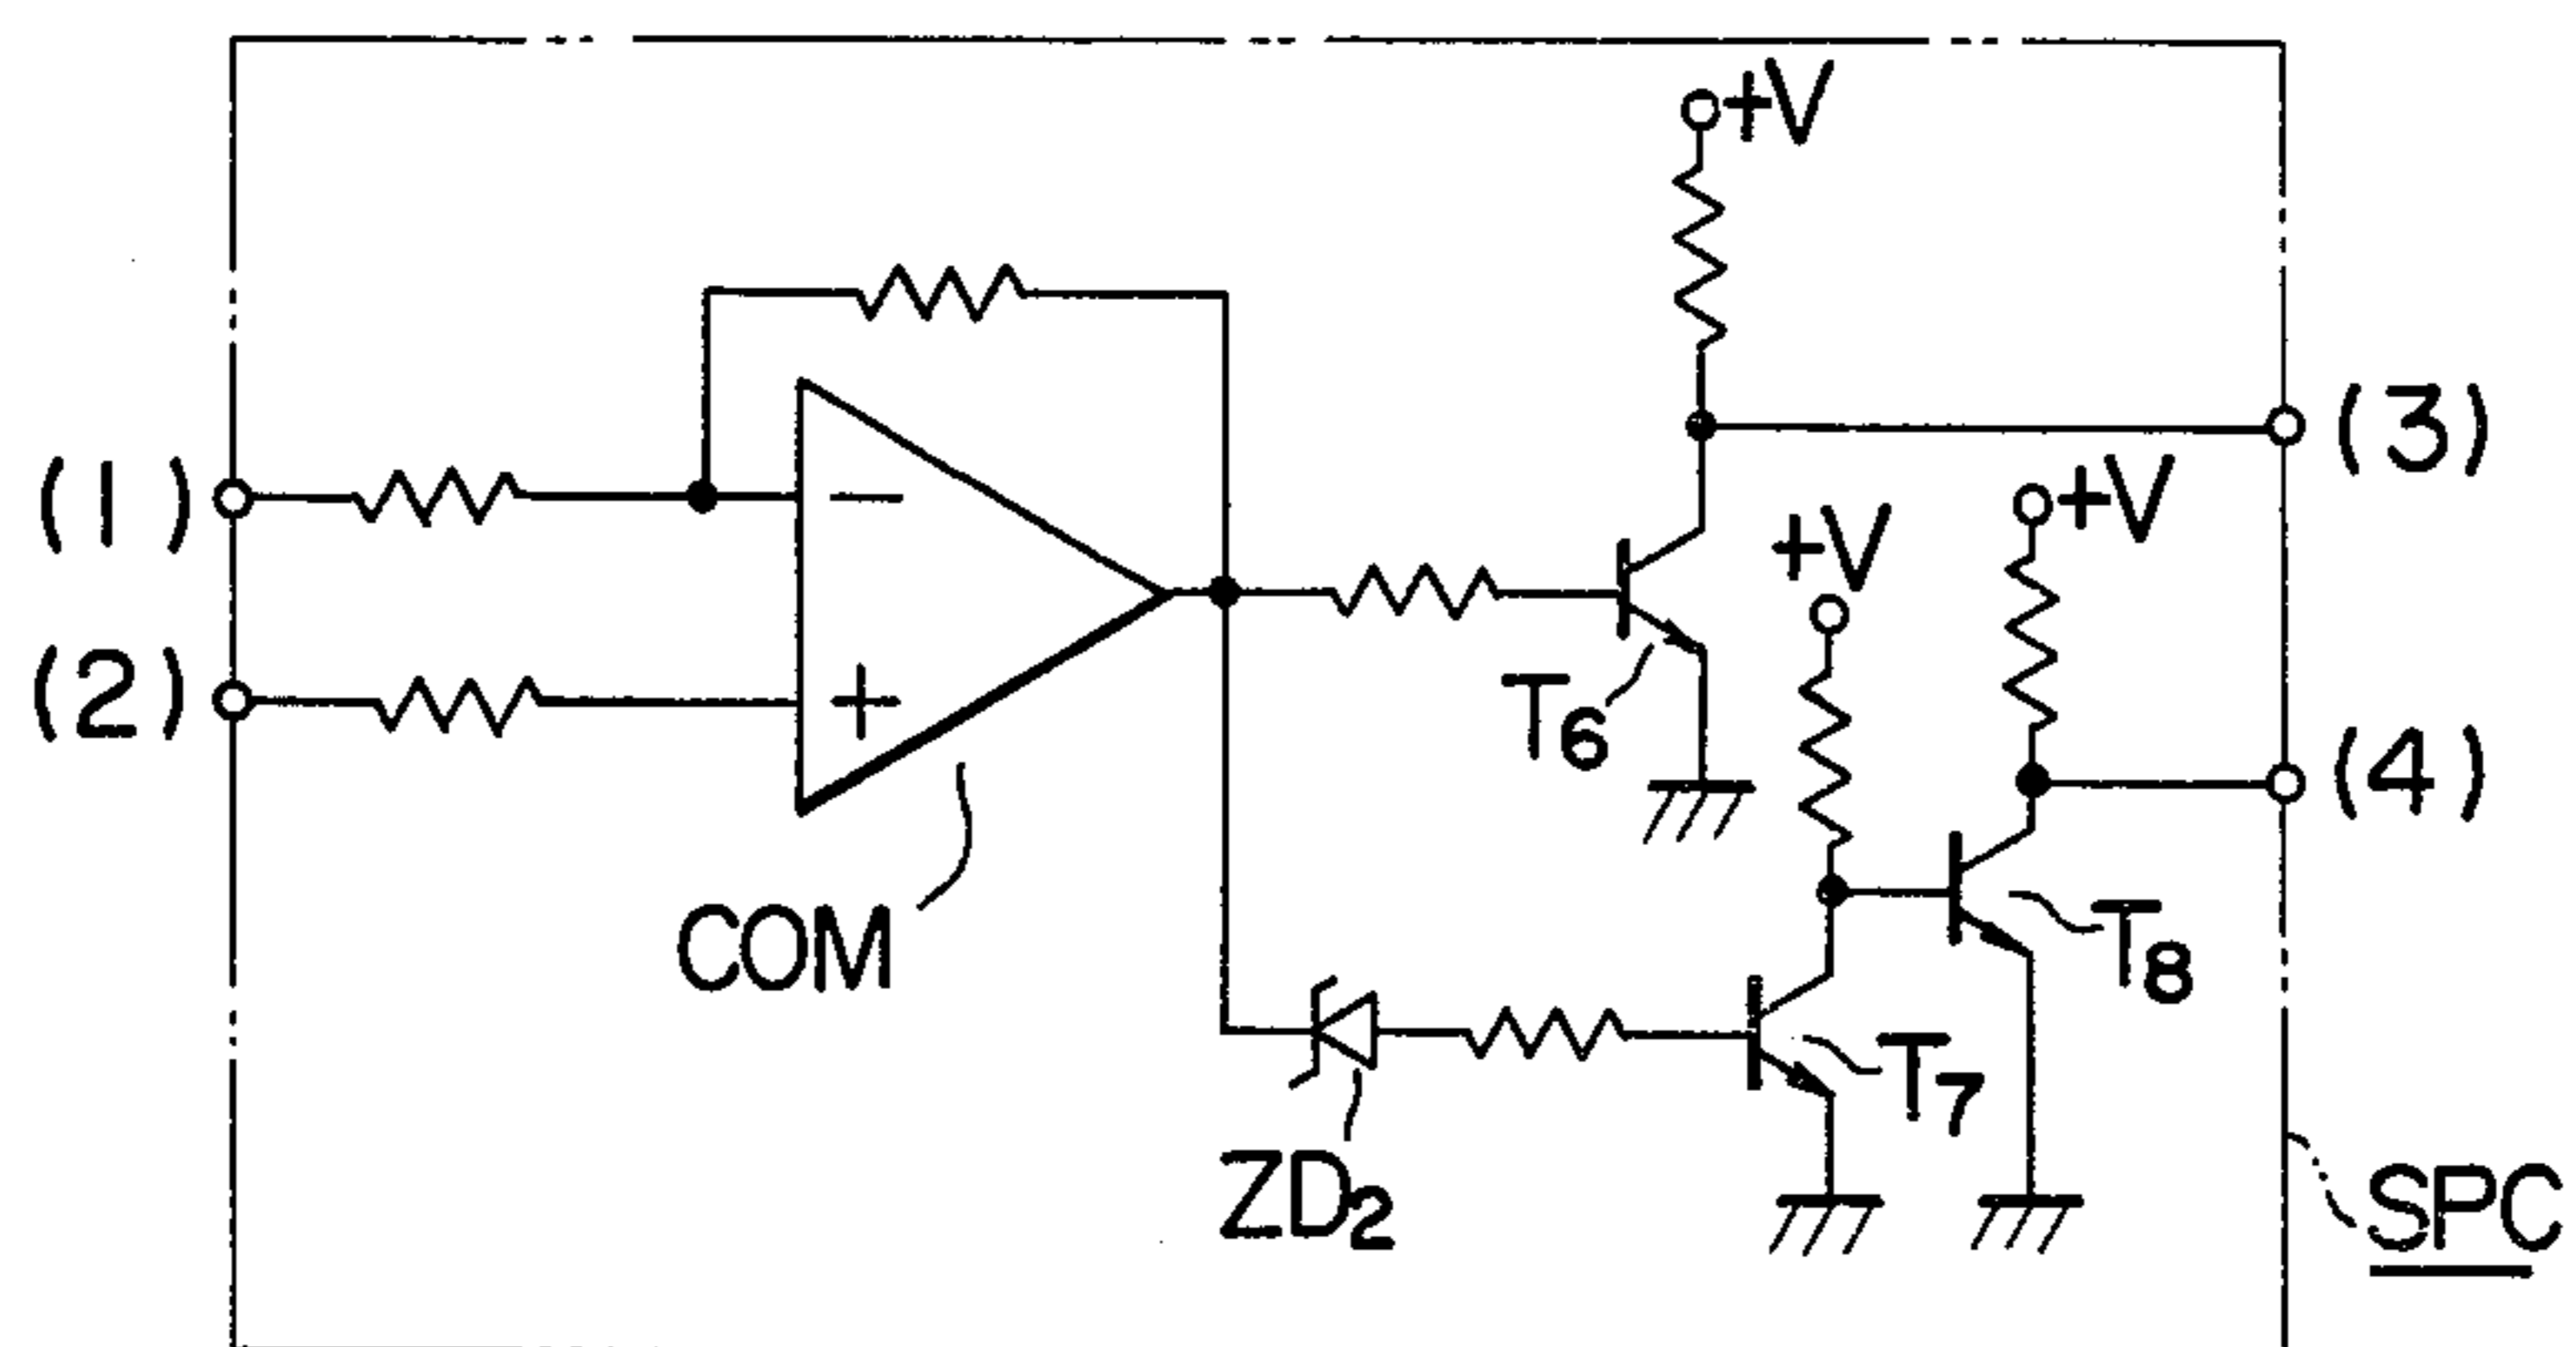 +V
(1)
(2)
(3)
+V
+V
T6
(4)
COM
T8
T7
ZD2
SPC
−
+